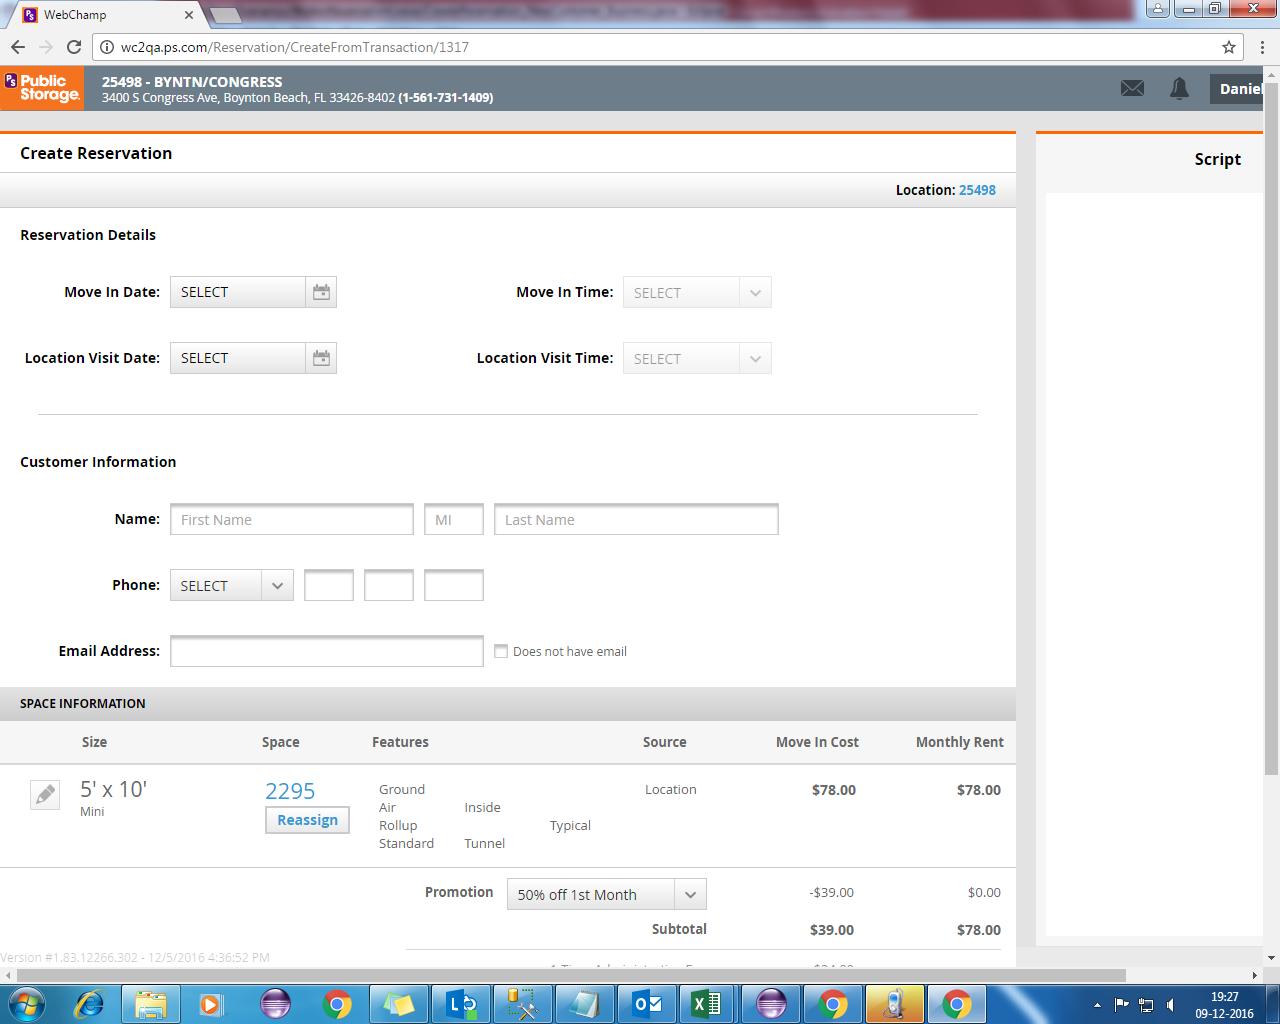 WebChamp
wc2qa.ps.com/Reservation/CreateFromTransaction/1317
PS Public Storage.
25498 - BYNTN/CONGRESS
3400 S Congress Ave, Boynton Beach, FL 33426-8402 (1-561-731-1409)
Daniel
Create Reservation
Script
Location: 25498
Reservation Details
Move In Date: SELECT Move In Time: SELECT
Location Visit Date: SELECT Location Visit Time: SELECT
Customer Information
Name: First Name MI Last Name
Phone: SELECT
Email Address: Does not have email
SPACE INFORMATION
Size Space Features Source Move In Cost Monthly Rent
5' x 10' 2295 Ground Location $78.00 $78.00
Mini Reassign Air Inside
Rollup Typical
Standard Tunnel
Promotion 50% off 1st Month -$39.00 $0.00
Subtotal $39.00 $78.00
Version #1.83.12266.302 - 12/5/2016 4:36:52 PM
19:27
09-12-2016